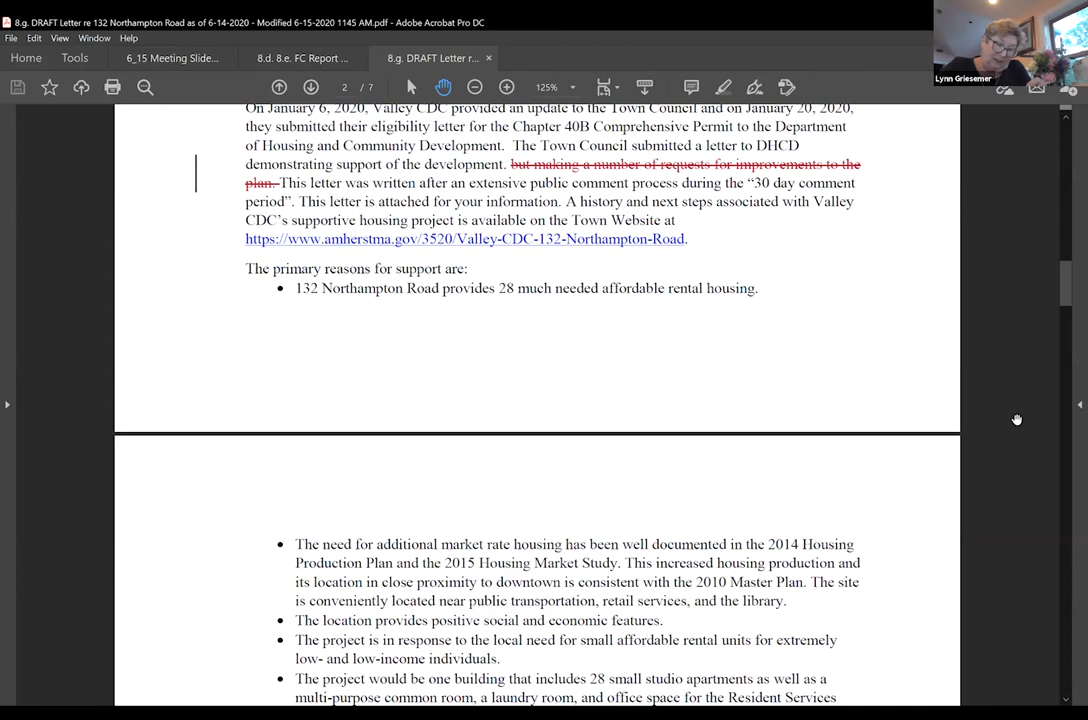 8.g. DRAFT Letter re 132 Northampton Road as of 6-14-2020 - Modified 6-15-2020 1145 AM.pdf - Adobe Acrobat Pro DC
File Edit View Window Help
Home Tools 6_15 Meeting Slide... 8.d. 8.e. FC Report ... 8.g. DRAFT Letter r... ×
2 / 7 125%
Lynn Griesemer
On January 6, 2020, Valley CDC provided an update to the Town Council and on January 20, 2020,
they submitted their eligibility letter for the Chapter 40B Comprehensive Permit to the Department
of Housing and Community Development. The Town Council submitted a letter to DHCD
demonstrating support of the development. but making a number of requests for improvements to the
plan. This letter was written after an extensive public comment process during the “30 day comment
period”. This letter is attached for your information. A history and next steps associated with Valley
CDC’s supportive housing project is available on the Town Website at
https://www.amherstma.gov/3520/Valley-CDC-132-Northampton-Road.
The primary reasons for support are:
• 132 Northampton Road provides 28 much needed affordable rental housing.
• The need for additional market rate housing has been well documented in the 2014 Housing
Production Plan and the 2015 Housing Market Study. This increased housing production and
its location in close proximity to downtown is consistent with the 2010 Master Plan. The site
is conveniently located near public transportation, retail services, and the library.
• The location provides positive social and economic features.
• The project is in response to the local need for small affordable rental units for extremely
low- and low-income individuals.
• The project would be one building that includes 28 small studio apartments as well as a
multi-purpose common room, a laundry room, and office space for the Resident Services